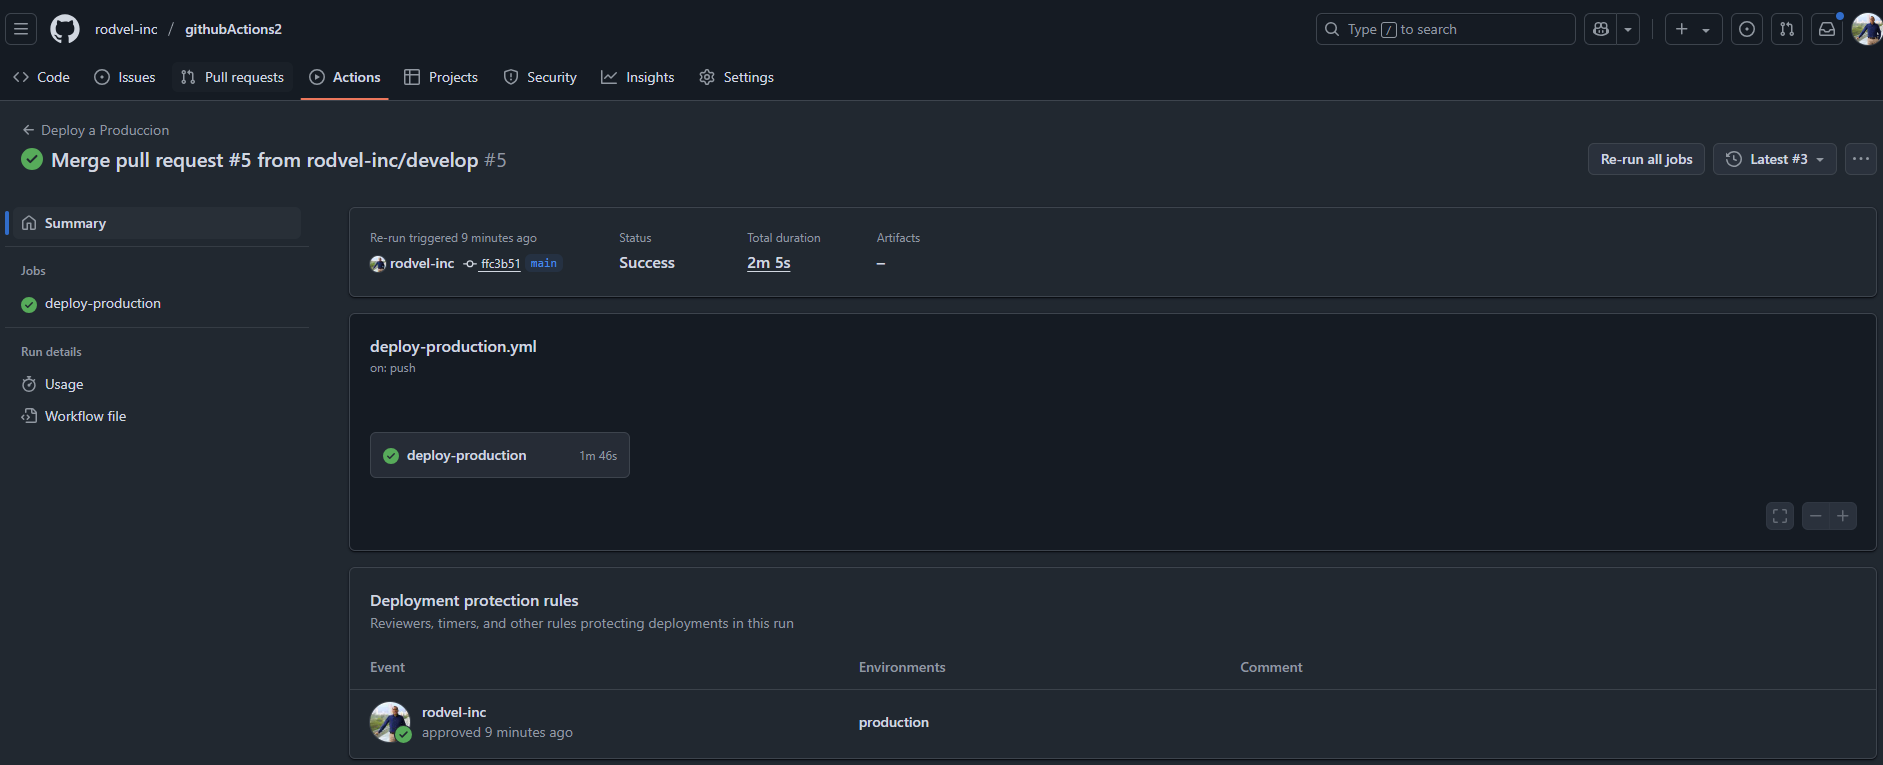 rodvel-inc / githubActions2
Type / to search
Code Issues Pull requests Actions Projects Security Insights Settings
Deploy a Produccion
Merge pull request #5 from rodvel-inc/develop #5
Re-run all jobs Latest #3
Summary
Jobs
deploy-production
Run details
Usage
Workflow file
Re-run triggered 9 minutes ago Status Total duration Artifacts
rodvel-inc ffc3b51 main Success 2m 5s –
deploy-production.yml
on: push
deploy-production 1m 46s
Deployment protection rules
Reviewers, timers, and other rules protecting deployments in this run
Event Environments Comment
rodvel-inc
approved 9 minutes ago
production